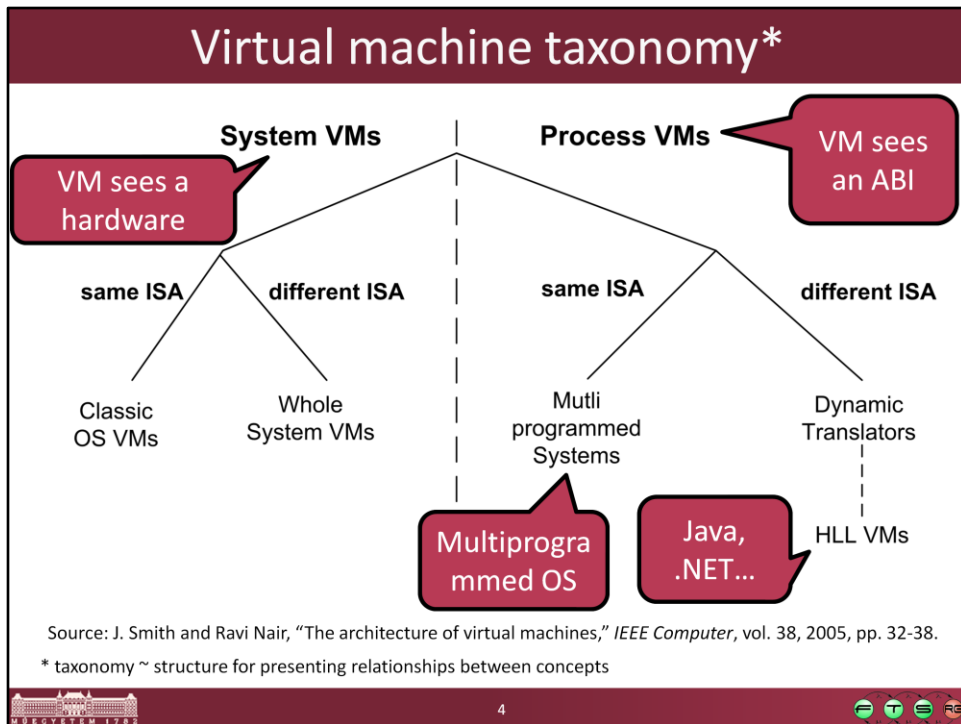 Virtual machine taxonomy*
System VMs
Process VMs
VM sees a
hardware
VM sees
an ABI
same ISA
different ISA
same ISA
different ISA
Classic
OS VMs
Whole
System VMs
Mutli
programmed
Systems
Dynamic
Translators
HLL VMs
Multiprogra
mmed OS
Java,
.NET…
Source: J. Smith and Ravi Nair, “The architecture of virtual machines,” IEEE Computer, vol. 38, 2005, pp. 32-38.
* taxonomy ~ structure for presenting relationships between concepts
MŰEGYETEM 1782
4
F T S RG